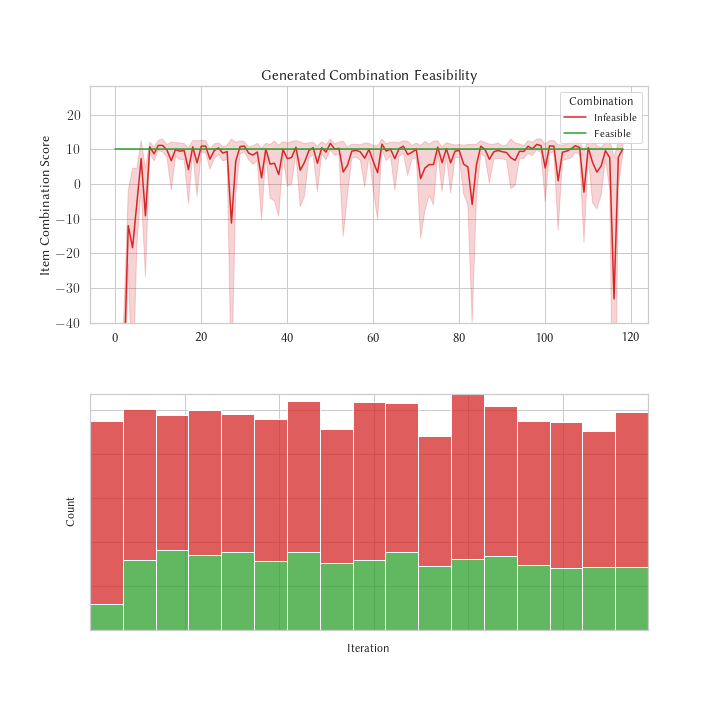 Generated Combination Feasibility
Item Combination Score
20
10
0
−10
−20
−30
−40
Combination
Infeasible
Feasible
0 20 40 60 80 100 120
Count
Iteration